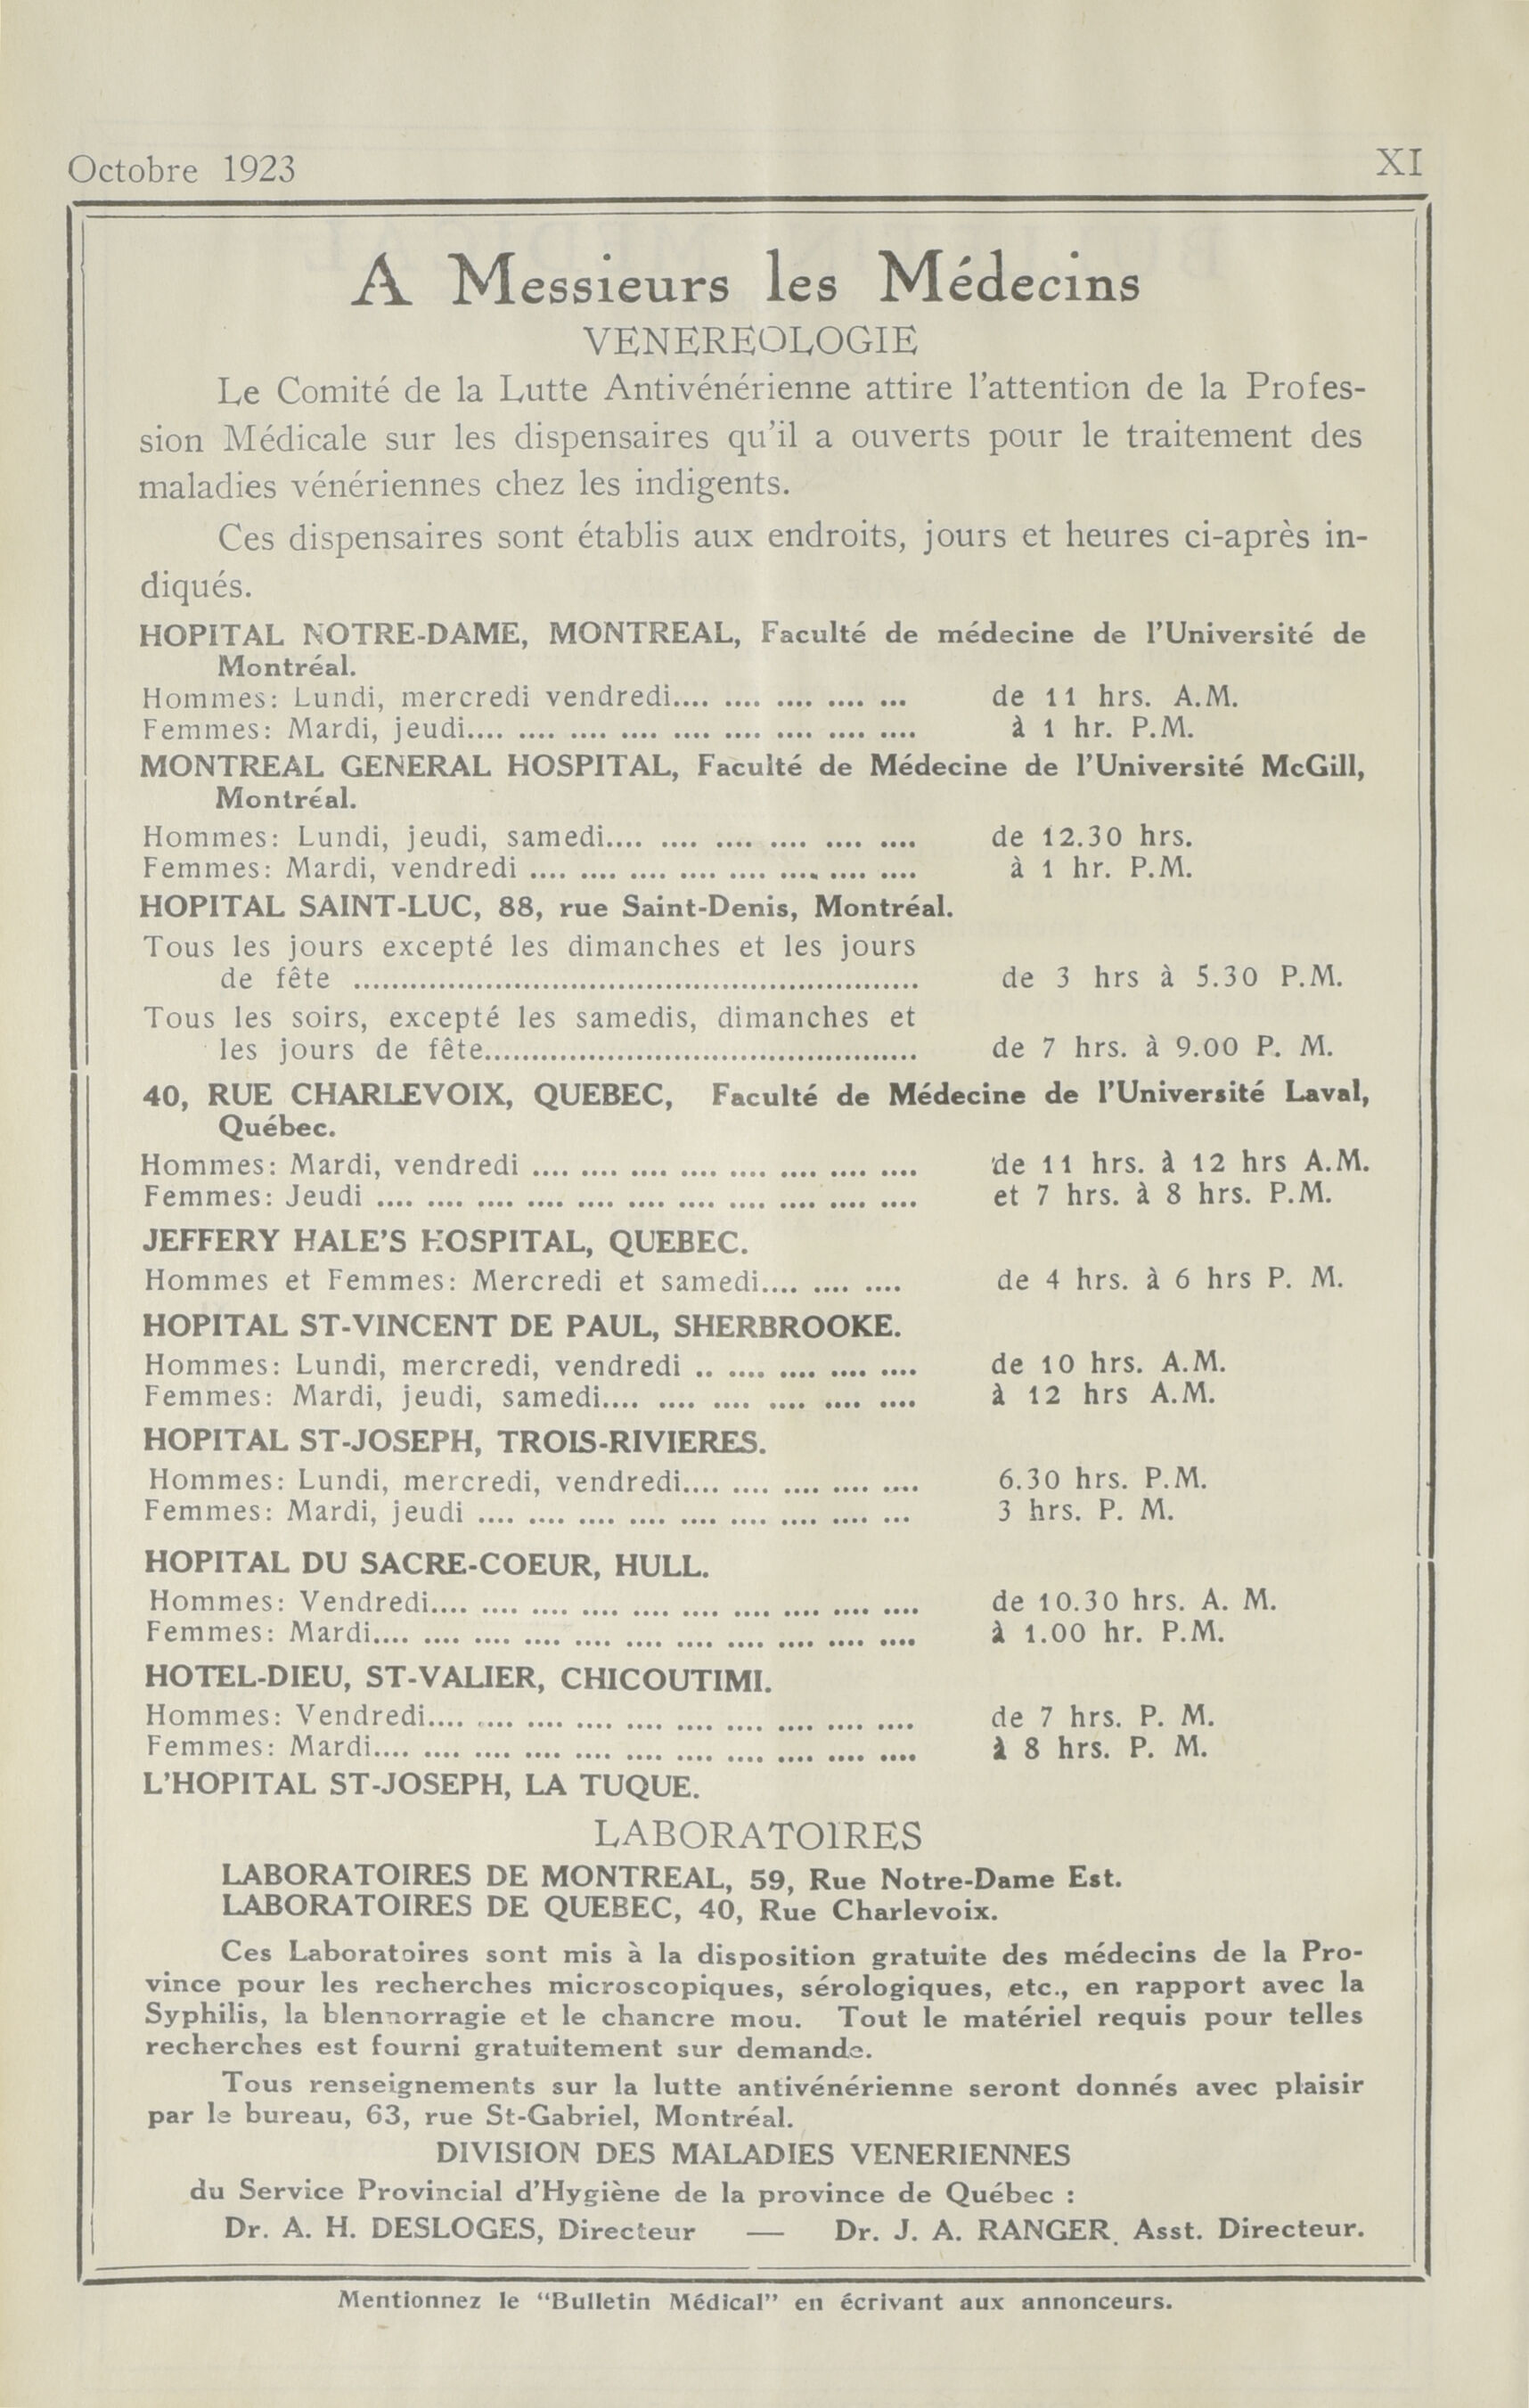 Octobre 1923 XI
A Messieurs les Médecins
VENEREOLOGIE
Le Comité de la Lutte Antivénérienne attire l'attention de la Profes-
sion Médicale sur les dispensaires qu'il a ouverts pour le traitement des
maladies vénériennes chez les indigents.
Ces dispensaires sont établis aux endroits, jours et heures ci-après in-
diqués.
HOPITAL NOTRE-DAME, MONTREAL, Faculté de médecine de l'Université de
Montréal.
Hommes: Lundi, mercredi vendredi.... .... .... .... ... de 11 hrs. A.M.
Femmes: Mardi, jeudi.... .... .... .... .... .... .... .... .... à 1 hr. P.M.
MONTREAL GENERAL HOSPITAL, Faculté de Médecine de l'Université McGill,
Montréal.
Hommes: Lundi, jeudi, samedi.... .... .... .... .... .... de 12.30 hrs.
Femmes: Mardi, vendredi .... .... .... .... .... .... .... .... à 1 hr. P.M.
HOPITAL SAINT-LUC, 88, rue Saint-Denis, Montréal.
Tous les jours excepté les dimanches et les jours
de fête ............................................................. de 3 hrs à 5.30 P.M.
Tous les soirs, excepté les samedis, dimanches et
les jours de fête............................................... de 7 hrs. à 9.00 P. M.
40, RUE CHARLEVOIX, QUEBEC, Faculté de Médecine de l'Université Laval,
Québec.
Hommes: Mardi, vendredi .... .... .... .... .... .... .... .... de 11 hrs. à 12 hrs A.M.
Femmes: Jeudi .... .... .... .... .... .... .... .... .... .... .... et 7 hrs. à 8 hrs. P.M.
JEFFERY HALE'S HOSPITAL, QUEBEC.
Hommes et Femmes: Mercredi et samedi.... .... .... de 4 hrs. à 6 hrs P. M.
HOPITAL ST-VINCENT DE PAUL, SHERBROOKE.
Hommes: Lundi, mercredi, vendredi .. .... .... .... .... de 10 hrs. A.M.
Femmes: Mardi, jeudi, samedi.... .... .... .... .... .... à 12 hrs A.M.
HOPITAL ST-JOSEPH, TROIS-RIVIERES.
Hommes: Lundi, mercredi, vendredi.... .... .... .... .... 6.30 hrs. P.M.
Femmes: Mardi, jeudi .... .... .... .... .... .... .... .... ... 3 hrs. P. M.
HOPITAL DU SACRE-COEUR, HULL.
Hommes: Vendredi.... .... .... .... .... .... .... .... .... .... de 10.30 hrs. A. M.
Femmes: Mardi.... .... .... .... .... .... .... .... .... .... .... à 1.00 hr. P.M.
HOTEL-DIEU, ST-VALIER, CHICOUTIMI.
Hommes: Vendredi.... .... .... .... .... .... .... .... .... .... de 7 hrs. P. M.
Femmes: Mardi.... .... .... .... .... .... .... .... .... .... .... à 8 hrs. P. M.
L'HOPITAL ST-JOSEPH, LA TUQUE.
LABORATOIRES
LABORATOIRES DE MONTREAL, 59, Rue Notre-Dame Est.
LABORATOIRES DE QUEBEC, 40, Rue Charlevoix.
Ces Laboratoires sont mis à la disposition gratuite des médecins de la Pro-
vince pour les recherches microscopiques, sérologiques, etc., en rapport avec la
Syphilis, la blennorragie et le chancre mou. Tout le matériel requis pour telles
recherches est fourni gratuitement sur demande.
Tous renseignements sur la lutte antivénérienne seront donnés avec plaisir
par le bureau, 63, rue St-Gabriel, Montréal.
DIVISION DES MALADIES VENERIENNES
du Service Provincial d'Hygiène de la province de Québec :
Dr. A. H. DESLOGES, Directeur — Dr. J. A. RANGER. Asst. Directeur.
Mentionnez le "Bulletin Médical" en écrivant aux annonceurs.